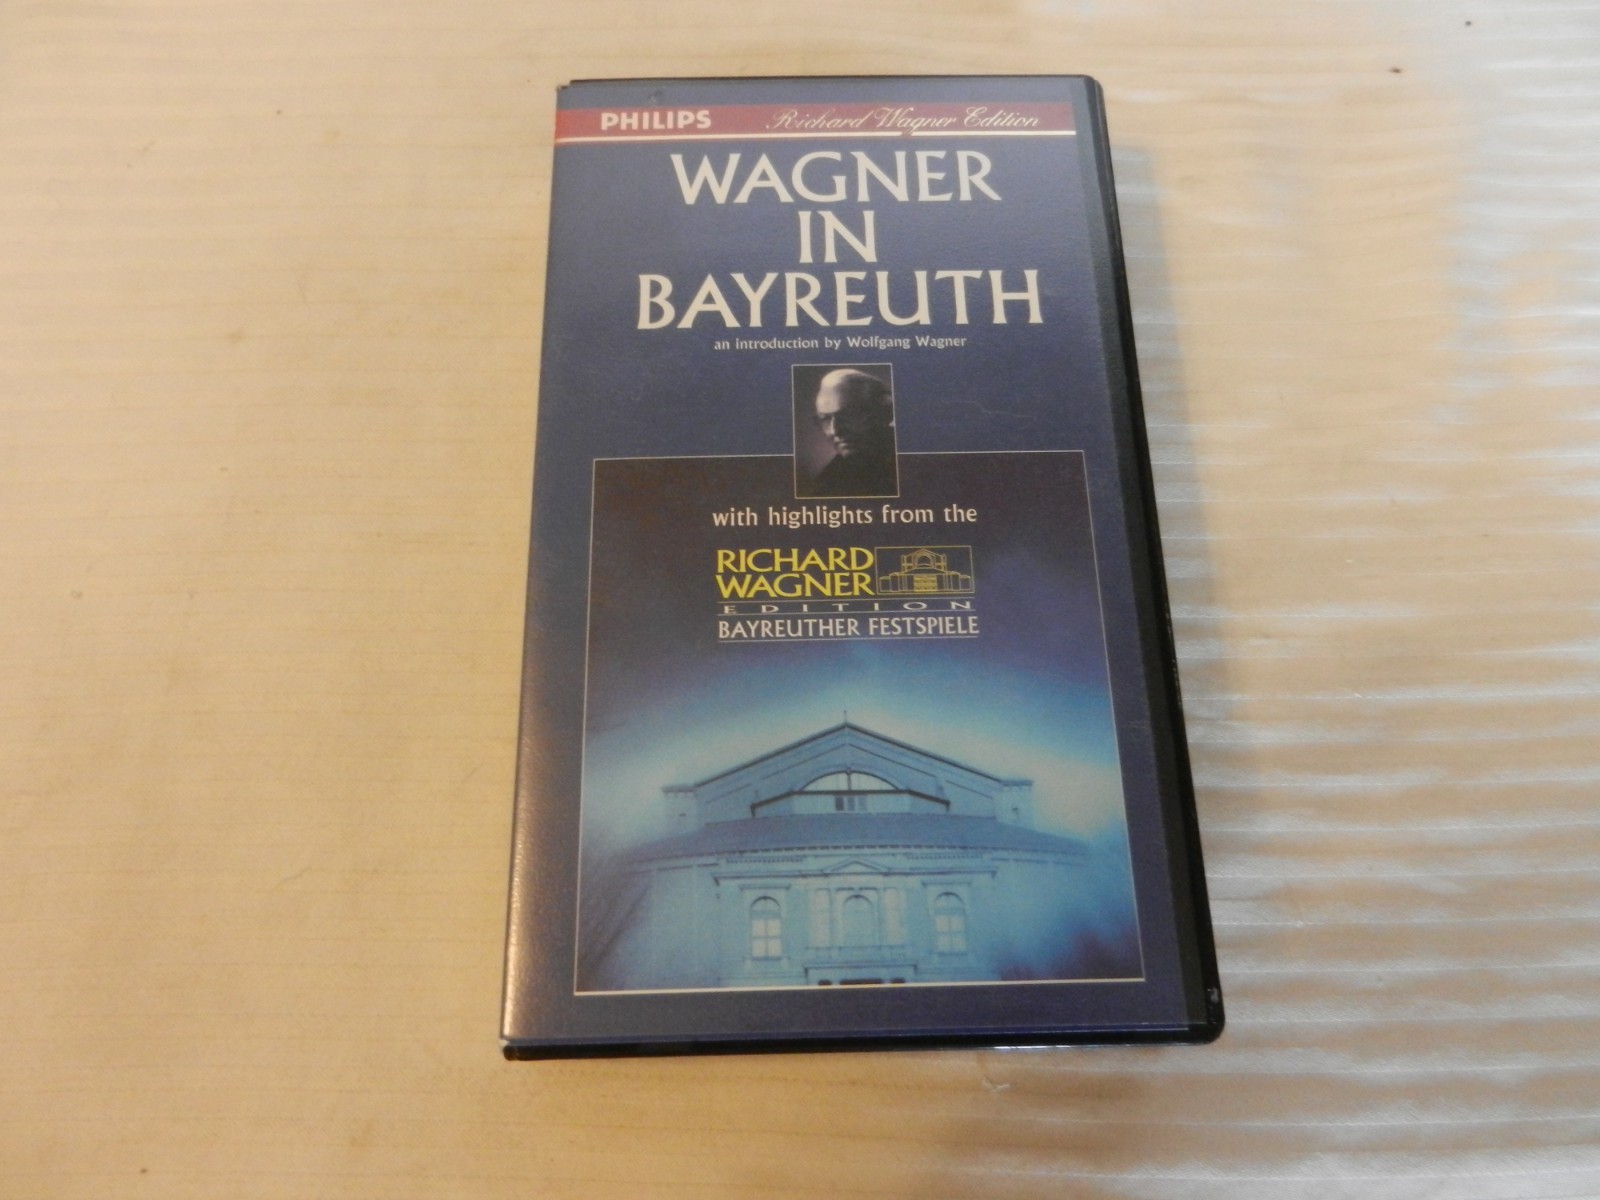 PHILIPS Richard Wagner Edition
WAGNER
IN
BAYREUTH
an introduction by Wolfgang Wagner
with highlights from the
RICHARD
WAGNER
EDITION
BAYREUTHER FESTSPIELE